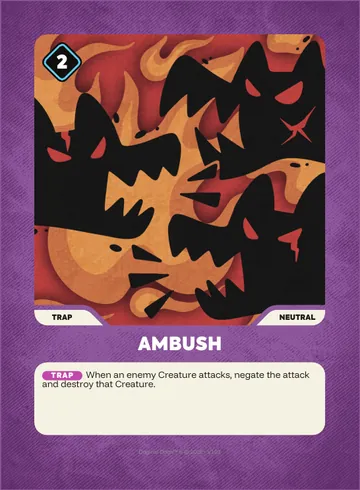 2
TRAP NEUTRAL
AMBUSH
TRAP When an enemy Creature attacks, negate the attack
and destroy that Creature.